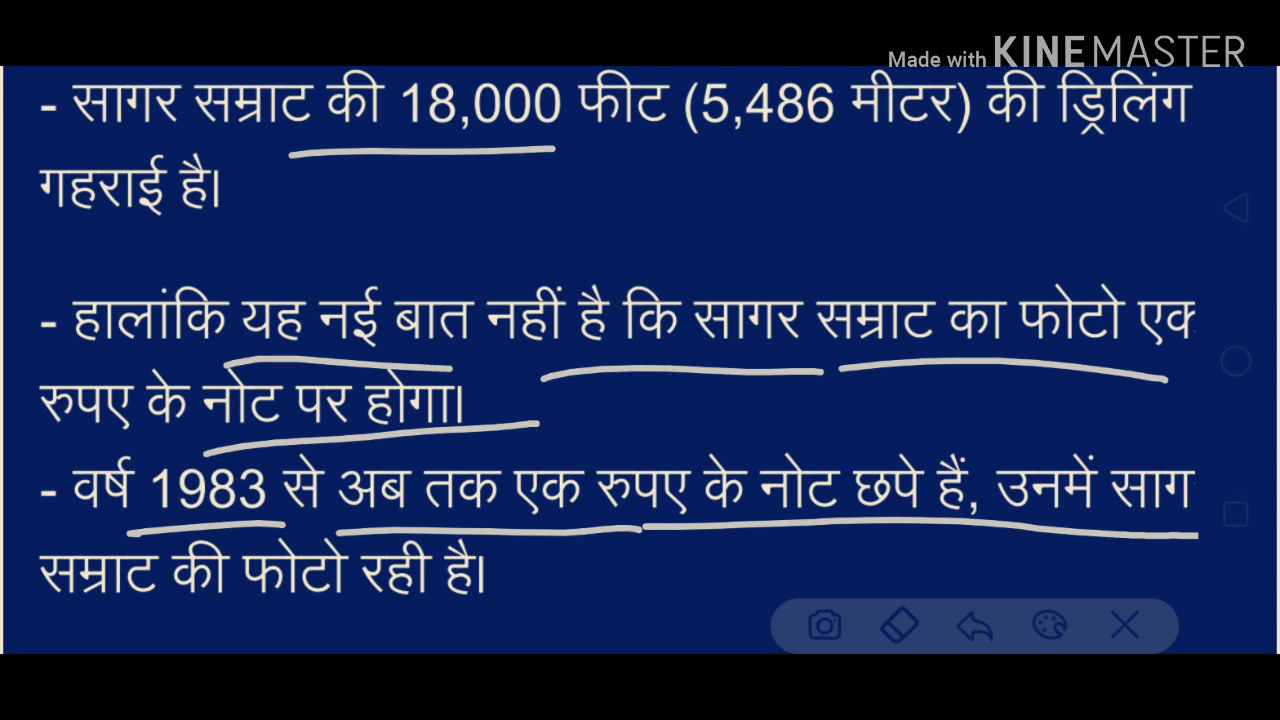 Made with KINEMASTER
- सागर सम्राट की 18,000 फीट (5,486 मीटर) की ड्रिलिंग
गहराई है।
- हालांकि यह नई बात नहीं है कि सागर सम्राट का फोटो एक
रुपए के नोट पर होगा।
- वर्ष 1983 से अब तक एक रुपए के नोट छपे हैं, उनमें साग
सम्राट की फोटो रही है।